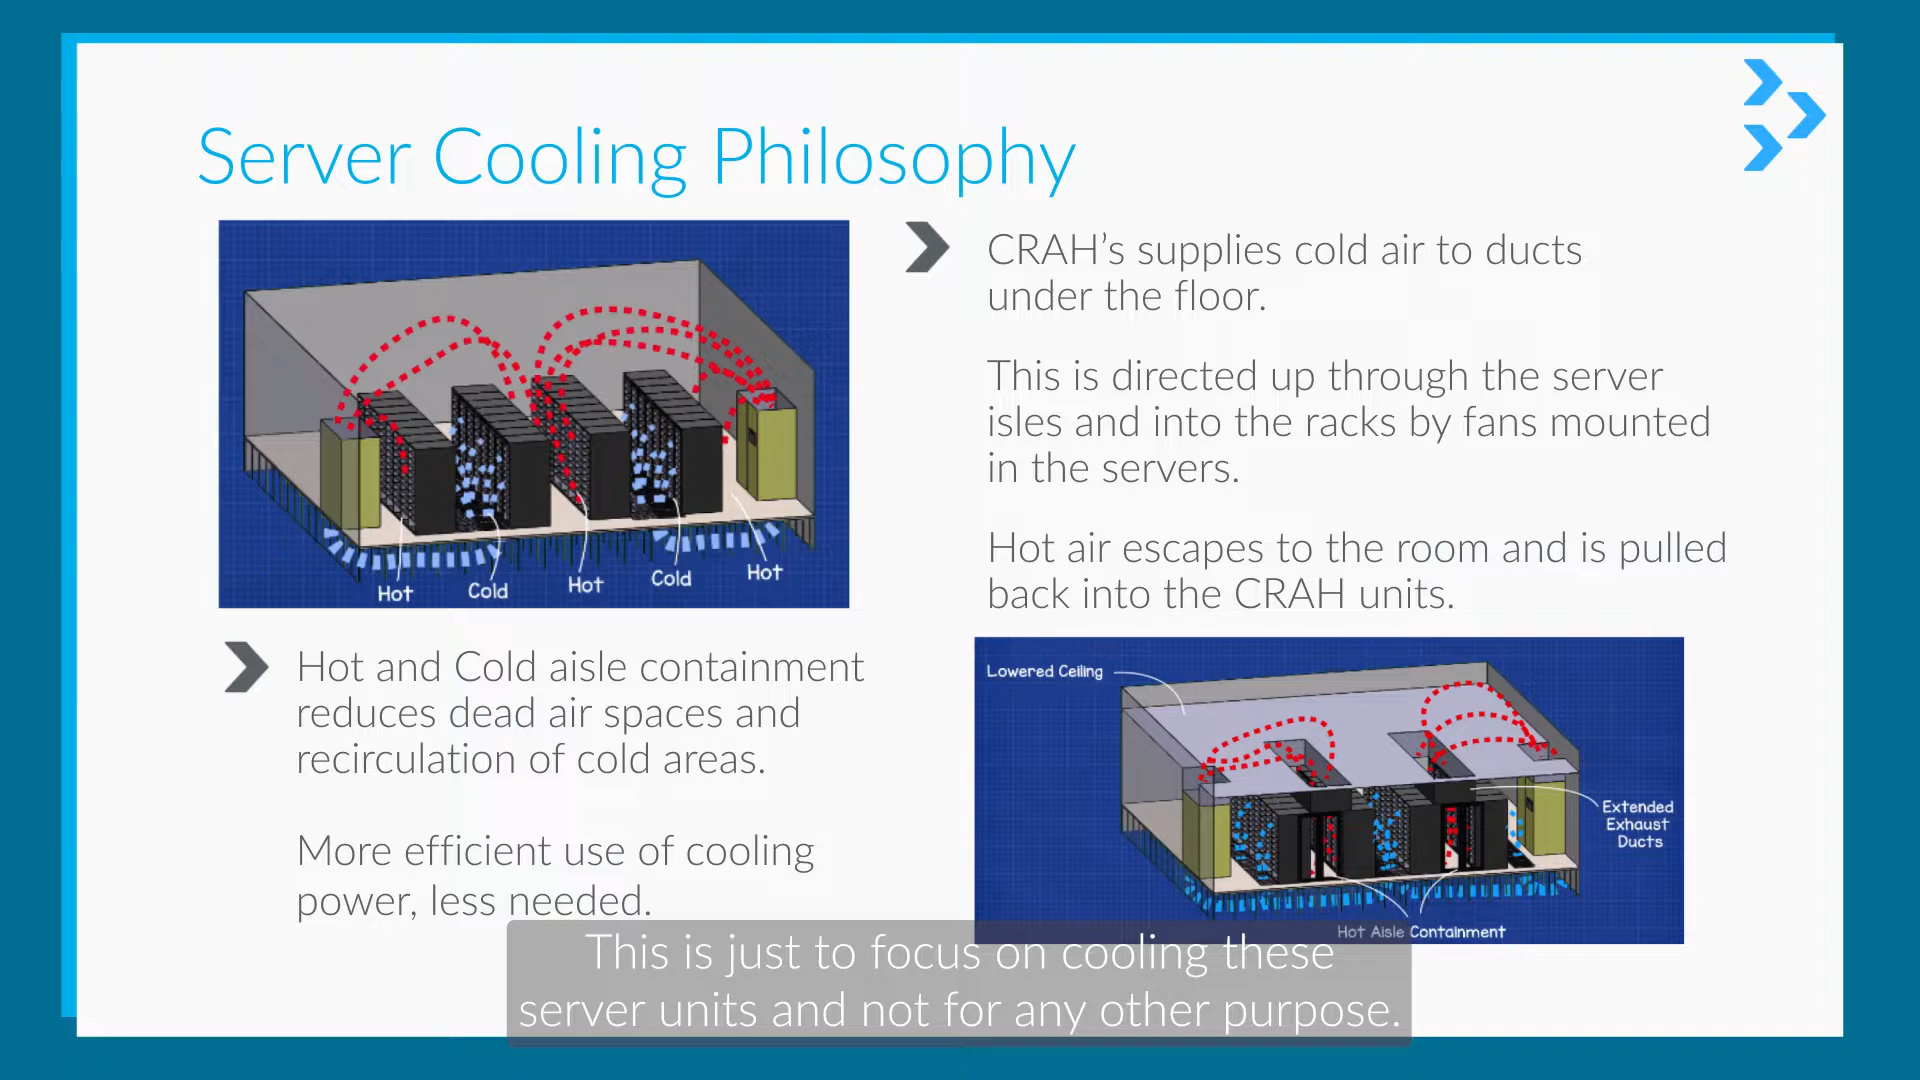 Server Cooling Philosophy
Hot
Cold
Hot
Cold
Hot
CRAH’s supplies cold air to ducts
under the floor.
This is directed up through the server
isles and into the racks by fans mounted
in the servers.
Hot air escapes to the room and is pulled
back into the CRAH units.
Hot and Cold aisle containment
reduces dead air spaces and
recirculation of cold areas.
More efficient use of cooling
power, less needed.
Lowered Ceiling
Extended
Exhaust
Ducts
Hot Aisle Containment
This is just to focus on cooling these
server units and not for any other purpose.